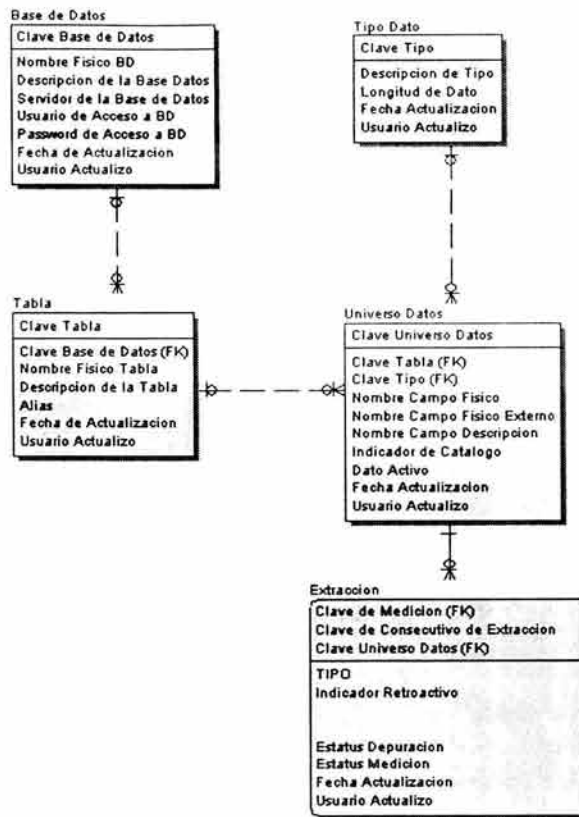 Base de Datos
Clave Base de Datos
Nombre Fisico BD
Descripcion de la Base Datos
Servidor de la Base de Datos
Usuario de Acceso a BD
Password de Acceso a BD
Fecha de Actualizacion
Usuario Actualizo
Tipo Dato
Clave Tipo
Descripcion de Tipo
Longitud de Dato
Fecha Actualizacion
Usuario Actualizo
Tabla
Clave Tabla
Clave Base de Datos (FK)
Nombre Fisico Tabla
Descripcion de la Tabla
Alias
Fecha de Actualizacion
Usuario Actualizo
Universo Datos
Clave Universo Datos
Clave Tabla (FK)
Clave Tipo (FK)
Nombre Campo Fisico
Nombre Campo Fisico Externo
Nombre Campo Descripcion
Indicador de Catalogo
Dato Activo
Fecha Actualizacion
Usuario Actualizo
Extraccion
Clave de Medicion (FK)
Clave de Consecutivo de Extraccion
Clave Universo Datos (FK)
TIPO
Indicador Retroactivo
Estatus Depuracion
Estatus Medicion
Fecha Actualizacion
Usuario Actualizo